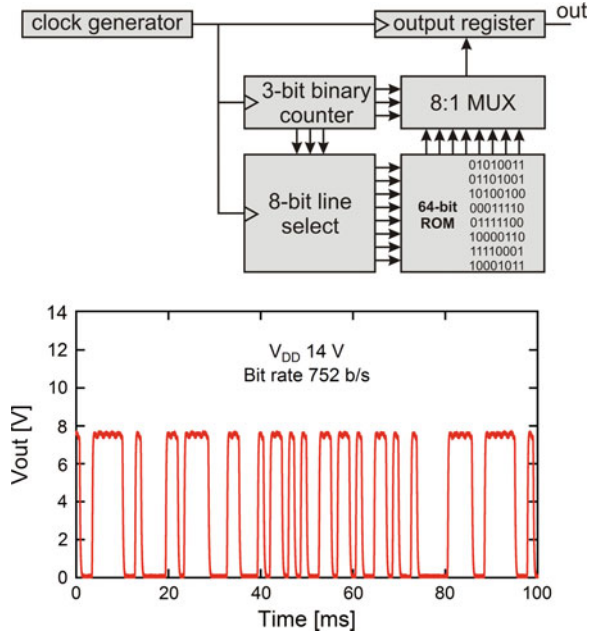 clock generator
output register
out
3-bit binary
counter
8:1 MUX
8-bit line
select
64-bit
ROM
01010011
01101001
10100100
00011110
01111100
10000110
11110001
10001011
14
12
10
8
6
4
2
0
Vout [V]
VDD 14 V
Bit rate 752 b/s
0
20
40
60
80
100
Time [ms]